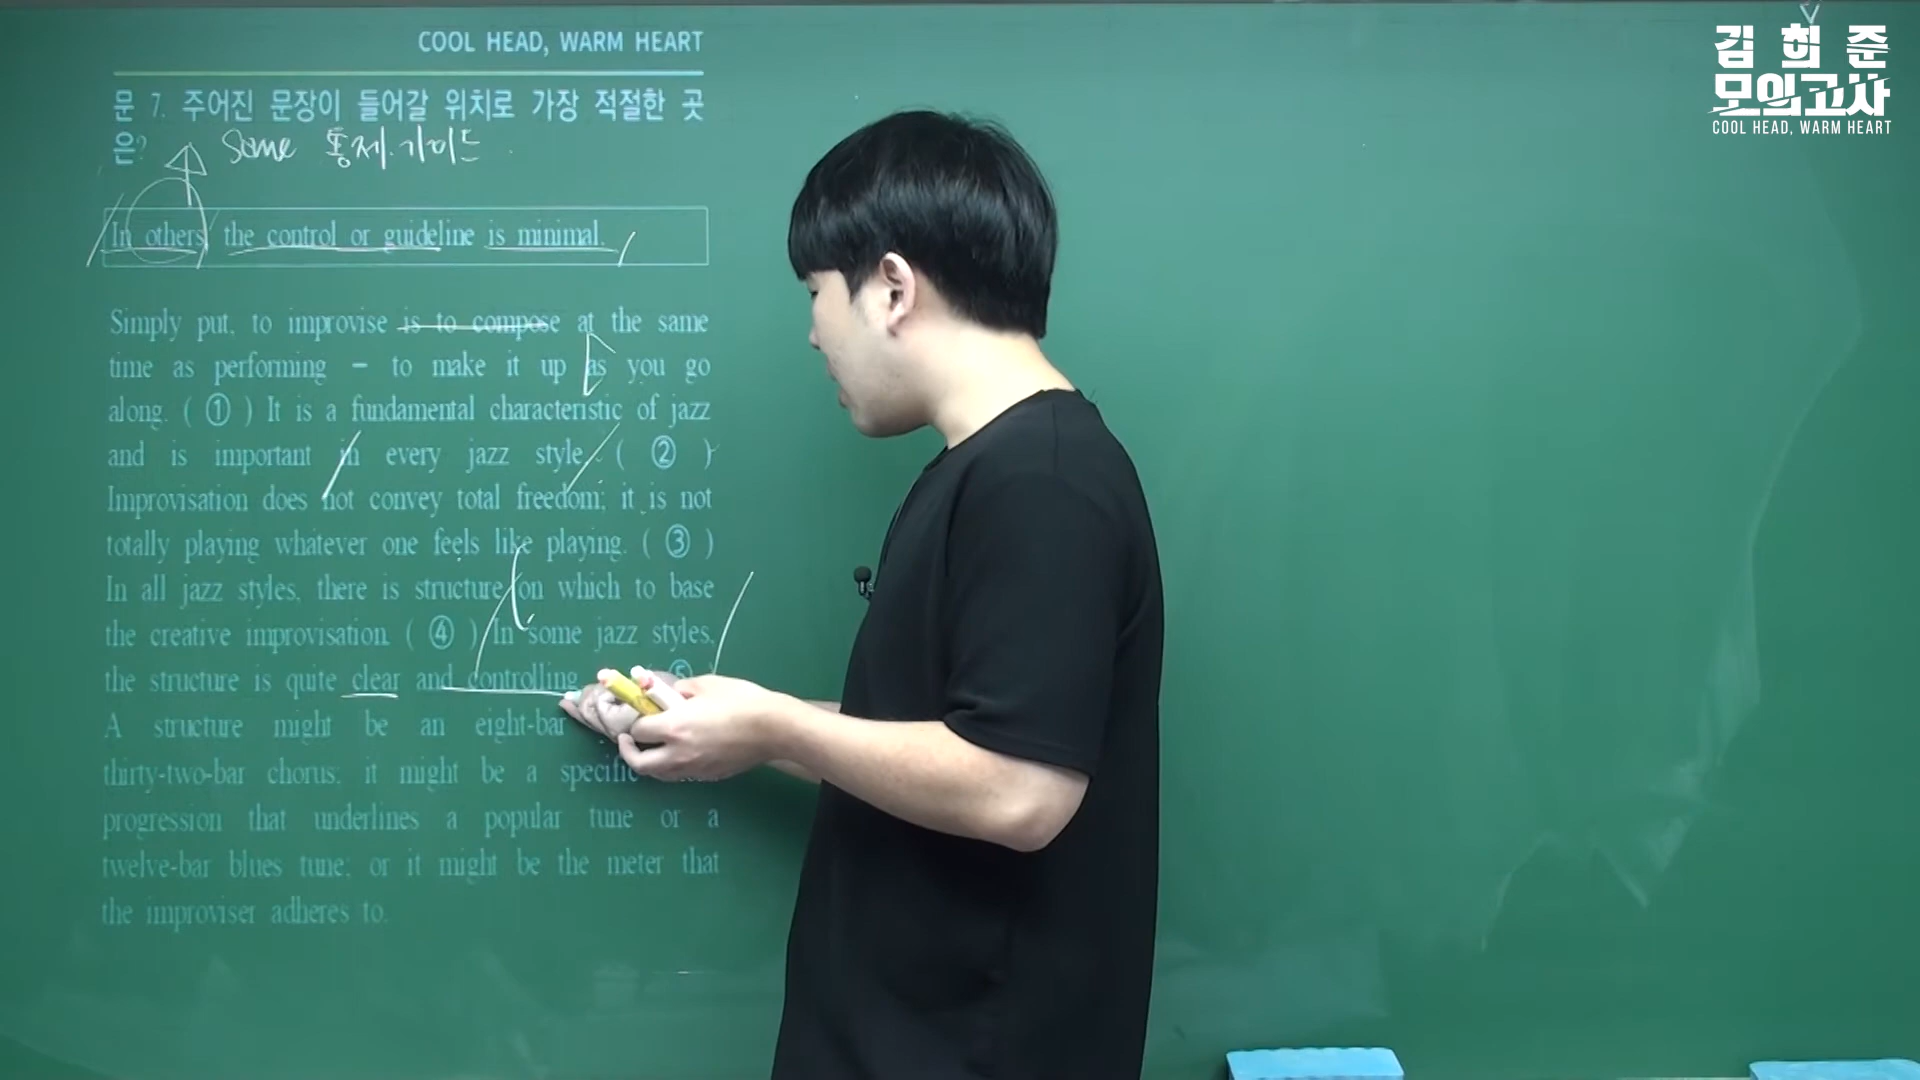 COOL HEAD, WARM HEART
문 7. 주어진 문장이 들어갈 위치로 가장 적절한 곳
은?
Some 통제.가이드
In others, the control or guideline is minimal.
Simply put, to improvise is to compose at the same
time as performing – to make it up as you go
along. ( ① ) It is a fundamental characteristic of jazz
and is important in every jazz style. ( ② )
Improvisation does not convey total freedom; it is not
totally playing whatever one feels like playing. ( ③ )
In all jazz styles, there is structure on which to base
the creative improvisation. ( ④ ) In some jazz styles,
the structure is quite clear and controlling. ( ⑤ )
A structure might be an eight-bar
thirty-two-bar chorus; it might be a specific
progression that underlines a popular tune or a
twelve-bar blues tune; or it might be the meter that
the improviser adheres to.
김희준
모의고사
COOL HEAD, WARM HEART